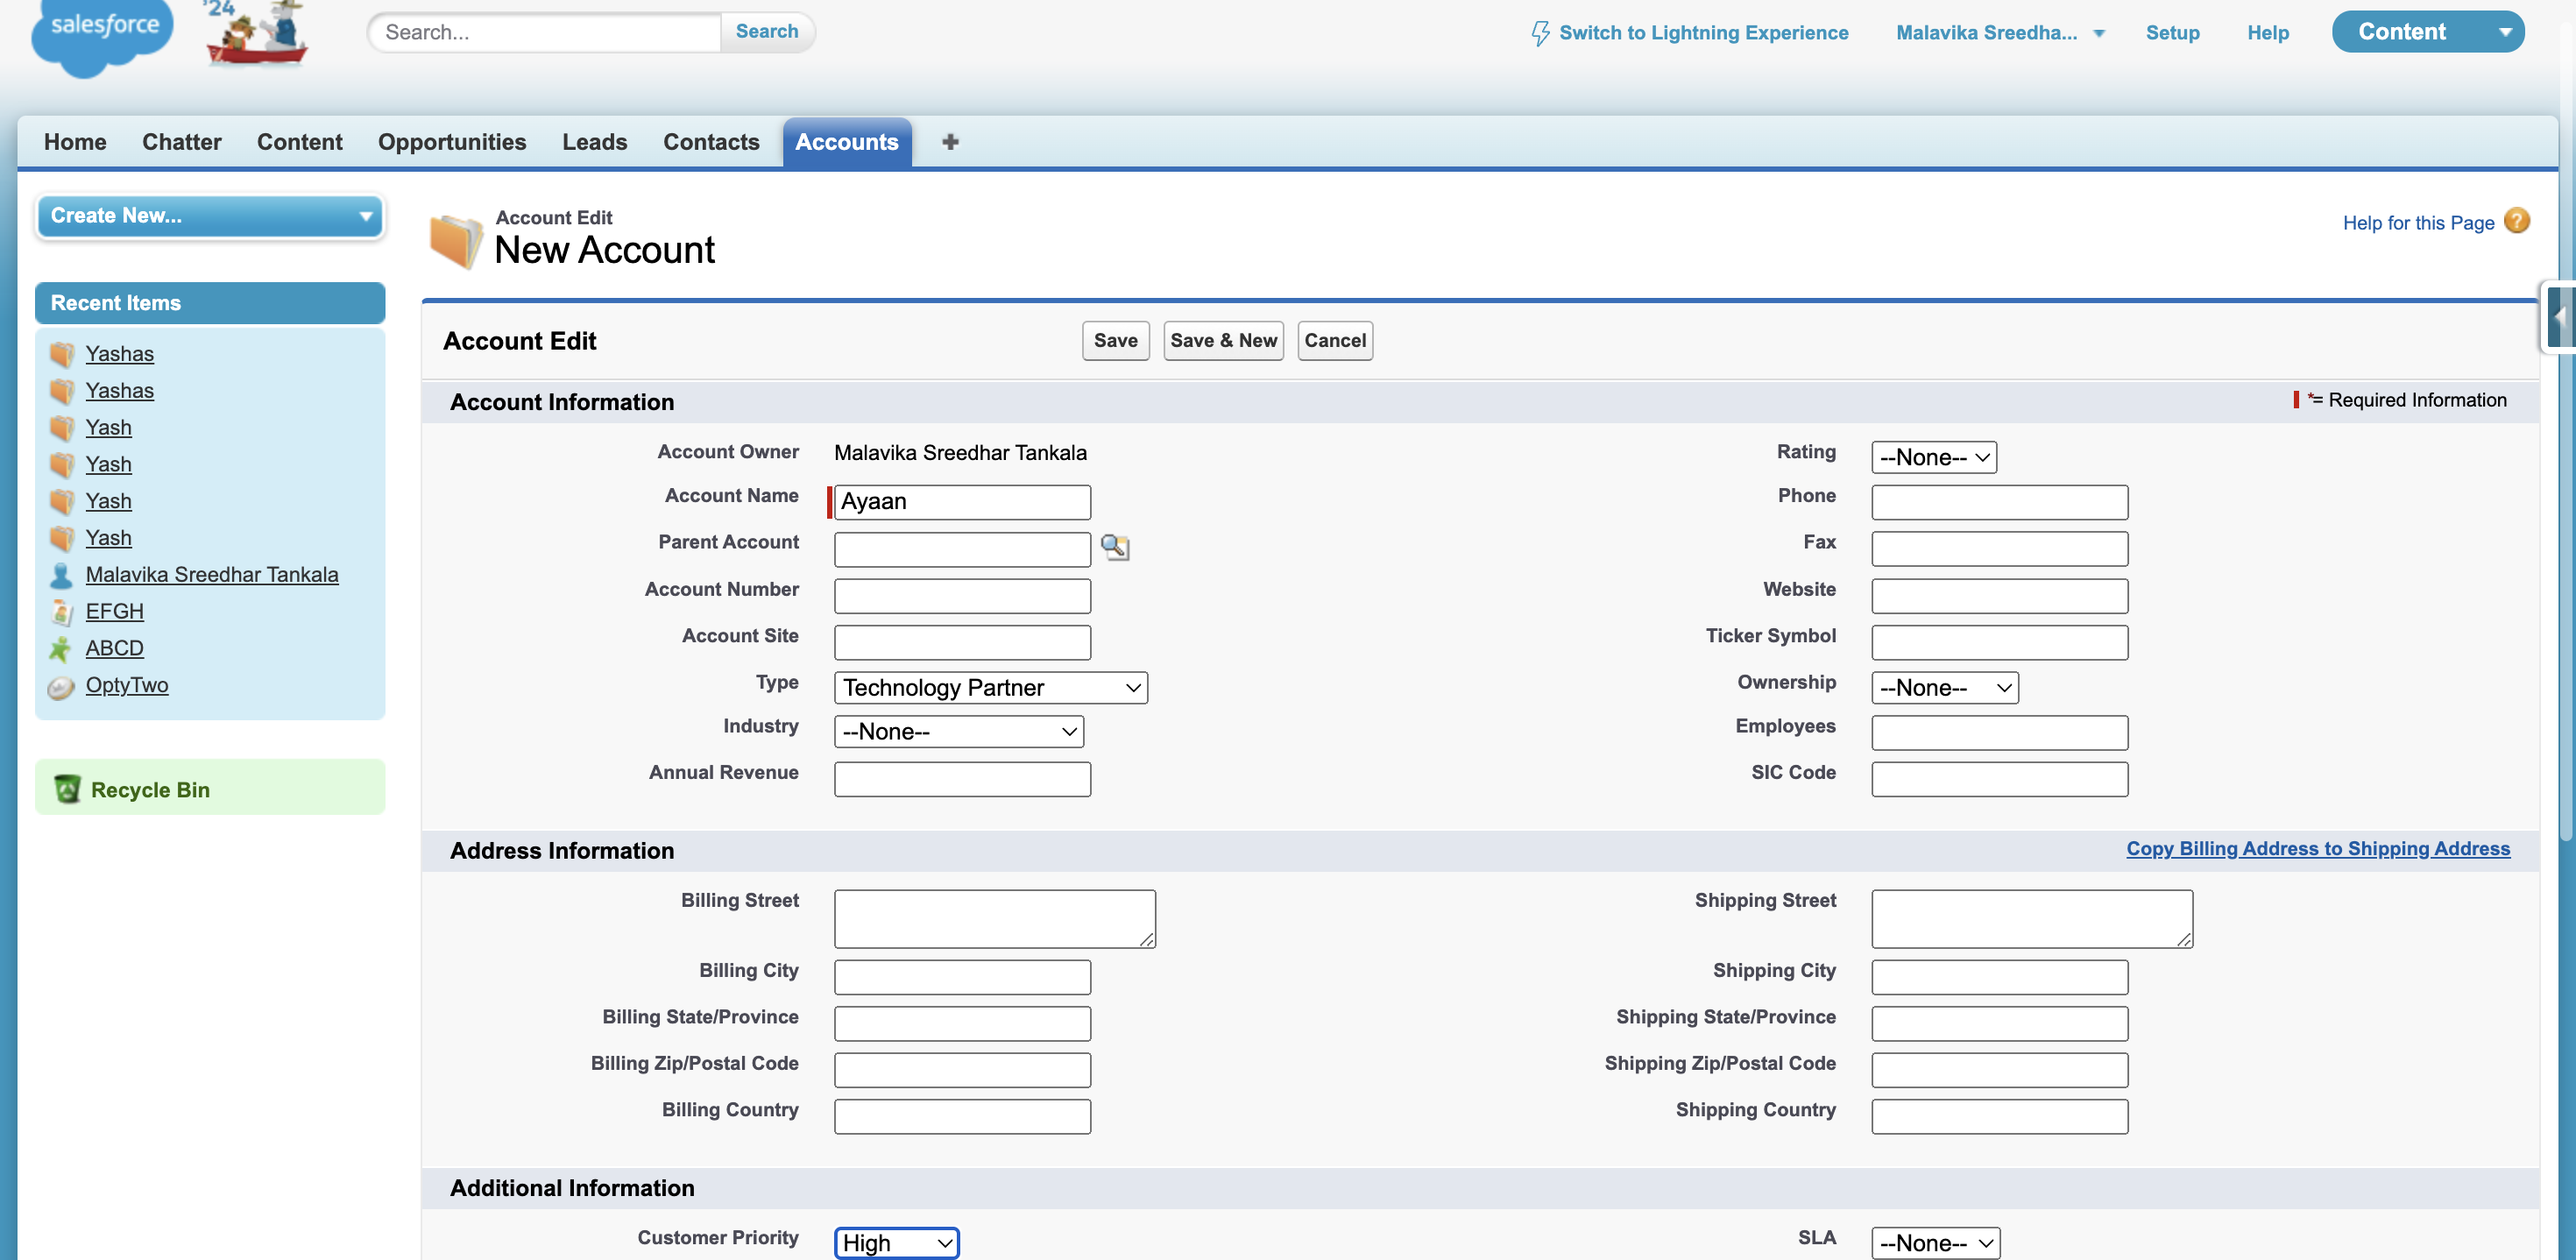 salesforce
'24
Search...
Search
Switch to Lightning Experience
Malavika Sreedha...
Setup
Help
Content
Home
Chatter
Content
Opportunities
Leads
Contacts
Accounts
+
Create New...
Recent Items
Yashas
Yashas
Yash
Yash
Yash
Yash
Malavika Sreedhar Tankala
EFGH
ABCD
OptyTwo
Recycle Bin
Account Edit
New Account
Help for this Page ?
Account Edit
Save
Save & New
Cancel
Account Information
*= Required Information
Account Owner Malavika Sreedhar Tankala
Rating --None--
Account Name Ayaan
Phone
Parent Account
Fax
Account Number
Website
Account Site
Ticker Symbol
Type Technology Partner
Ownership --None--
Industry --None--
Employees
Annual Revenue
SIC Code
Address Information
Copy Billing Address to Shipping Address
Billing Street
Shipping Street
Billing City
Shipping City
Billing State/Province
Shipping State/Province
Billing Zip/Postal Code
Shipping Zip/Postal Code
Billing Country
Shipping Country
Additional Information
Customer Priority High
SLA --None--